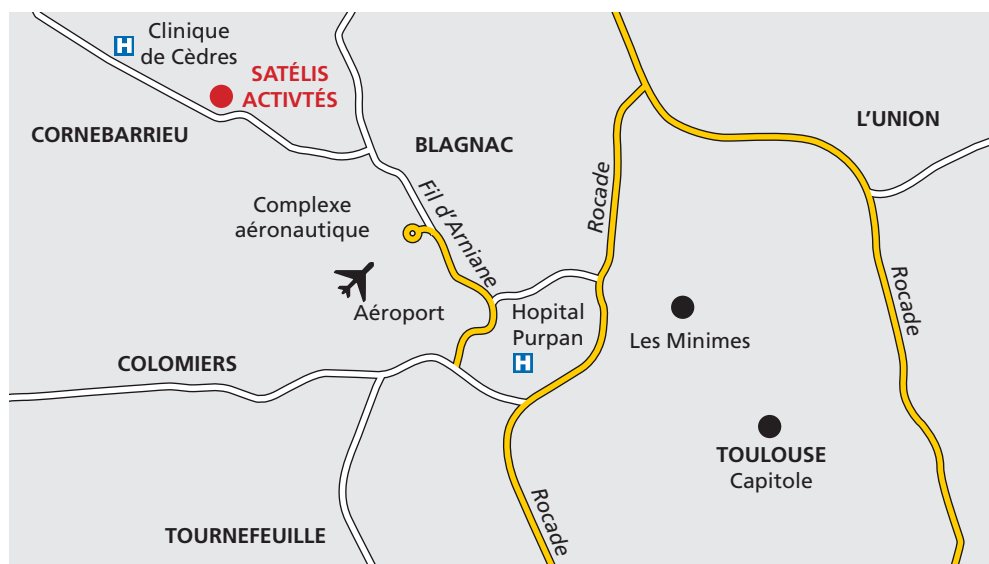 Clinique
de Cèdres
H
SATÉLIS
ACTIVTÉS
CORNEBARRIEU
BLAGNAC
L'UNION
Fil d'Arniane
Rocade
Complexe
aéronautique
Aéroport
Hopital
Purpan
H
Les Minimes
Rocade
COLOMIERS
TOULOUSE
Capitole
Rocade
TOURNEFEUILLE